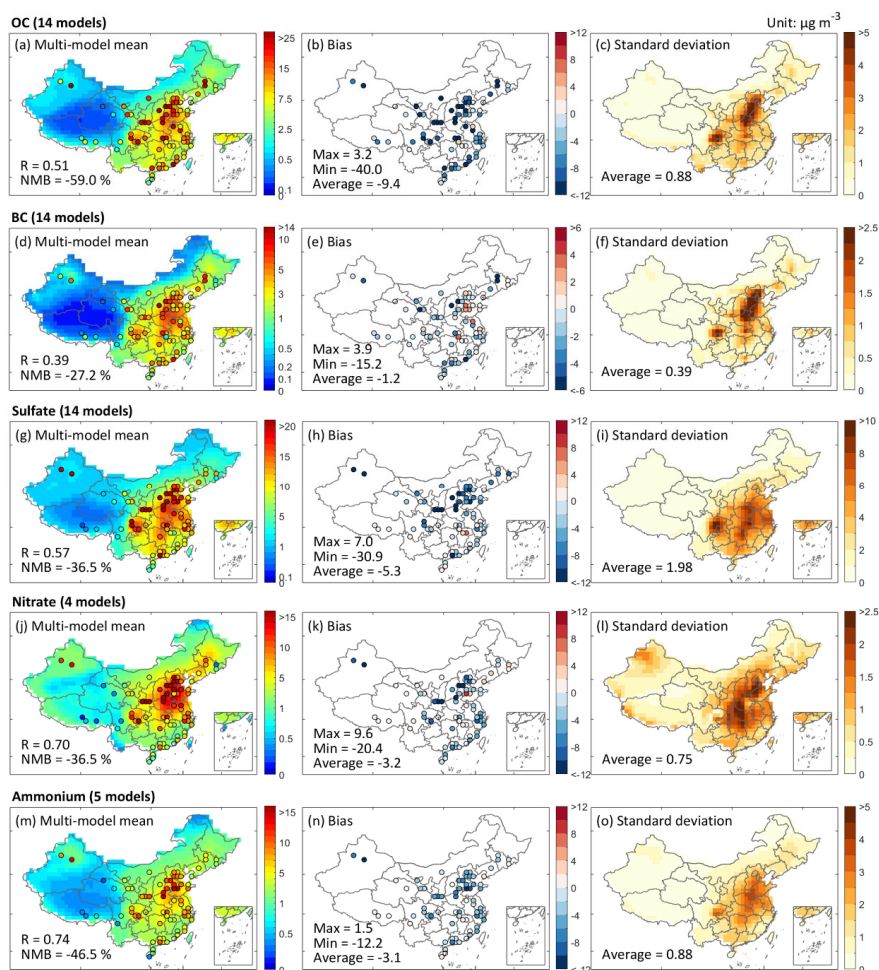 OC (14 models)
Unit: µg m⁻³
(a) Multi-model mean
R = 0.51
NMB = -59.0 %
>25
15
10
7.5
5
2.5
1
0.5
0.1
0
(b) Bias
Max = 3.2
Min = -40.0
Average = -9.4
>12
8
4
0
-4
-8
<-12
(c) Standard deviation
Average = 0.88
>5
4
3
2
1
0
BC (14 models)
(d) Multi-model mean
R = 0.39
NMB = -27.2 %
>14
10
5
3
2
1
0.5
0.2
0.1
0
(e) Bias
Max = 3.9
Min = -15.2
Average = -1.2
>6
4
2
0
-2
-4
<-6
(f) Standard deviation
Average = 0.39
>2.5
2
1.5
1
0.5
0
Sulfate (14 models)
(g) Multi-model mean
R = 0.57
NMB = -36.5 %
>20
15
10
5
1
0.1
0
(h) Bias
Max = 7.0
Min = -30.9
Average = -5.3
>12
8
4
0
-4
-8
<-12
(i) Standard deviation
Average = 1.98
>10
8
6
4
2
0
Nitrate (4 models)
(j) Multi-model mean
R = 0.70
NMB = -36.5 %
>15
10
5
1
0.5
0
(k) Bias
Max = 9.6
Min = -20.4
Average = -3.2
>12
8
4
0
-4
-8
<-12
(l) Standard deviation
Average = 0.75
>2.5
2
1.5
1
0.5
0
Ammonium (5 models)
(m) Multi-model mean
R = 0.74
NMB = -46.5 %
>15
10
5
1
0.5
0
(n) Bias
Max = 1.5
Min = -12.2
Average = -3.1
>12
8
4
0
-4
-8
<-12
(o) Standard deviation
Average = 0.88
>5
4
3
2
1
0